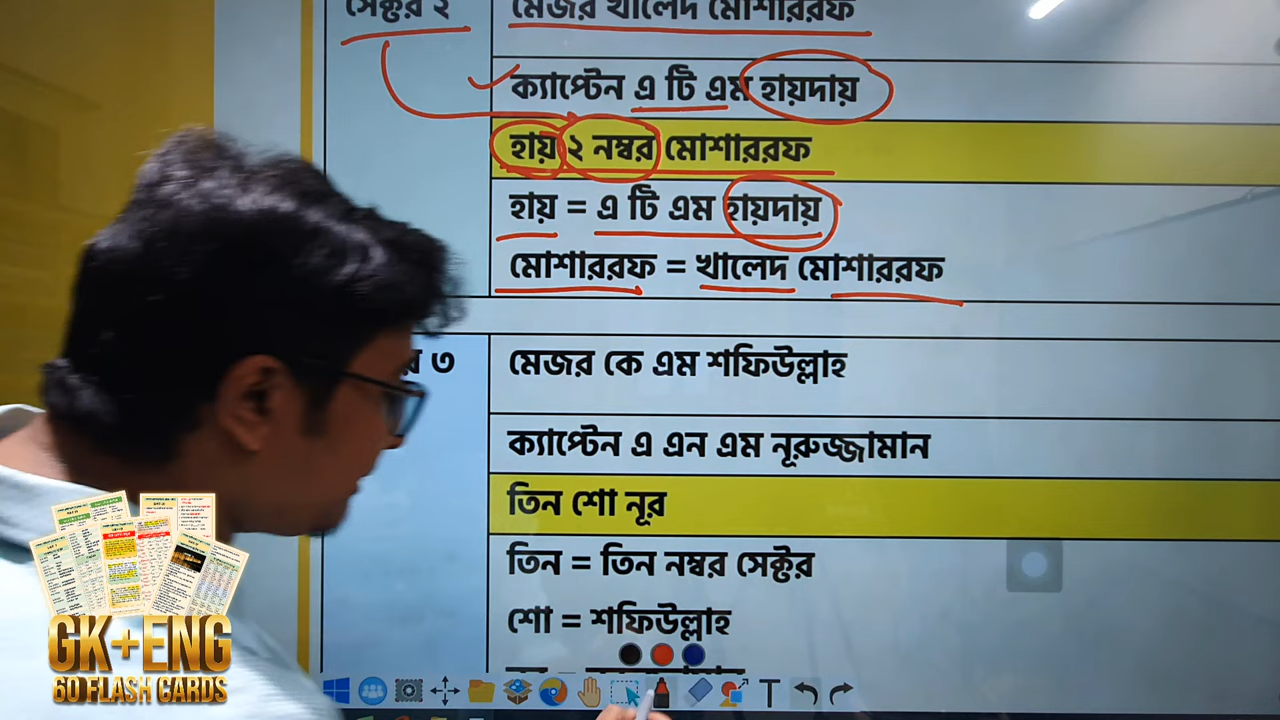 সেক্টর ২
মেজর খালেদ মোশাররফ
ক্যাপ্টেন এ টি এম হায়দায়
হায় ২ নম্বর মোশাররফ
হায় = এ টি এম হায়দায়
মোশাররফ = খালেদ মোশাররফ
৩
মেজর কে এম শফিউল্লাহ
ক্যাপ্টেন এ এন এম নূরুজ্জামান
তিন শো নূর
তিন = তিন নম্বর সেক্টর
শো = শফিউল্লাহ
GK+ENG
60 FLASH CARDS